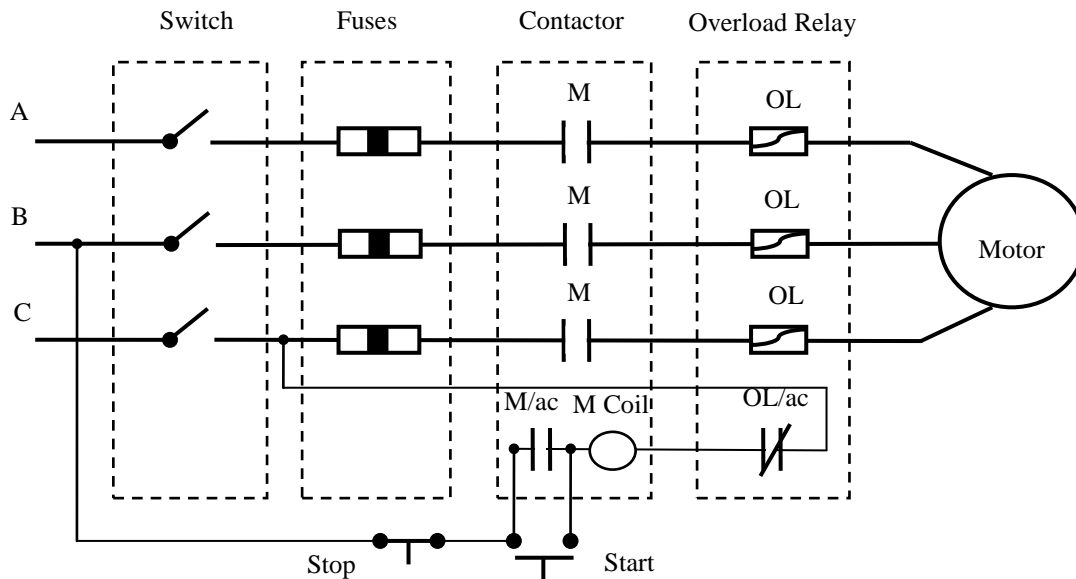 Switch
Fuses
Contactor
Overload Relay
A
M
OL
B
M
OL
Motor
C
M
OL
M/ac
M Coil
OL/ac
Stop
Start